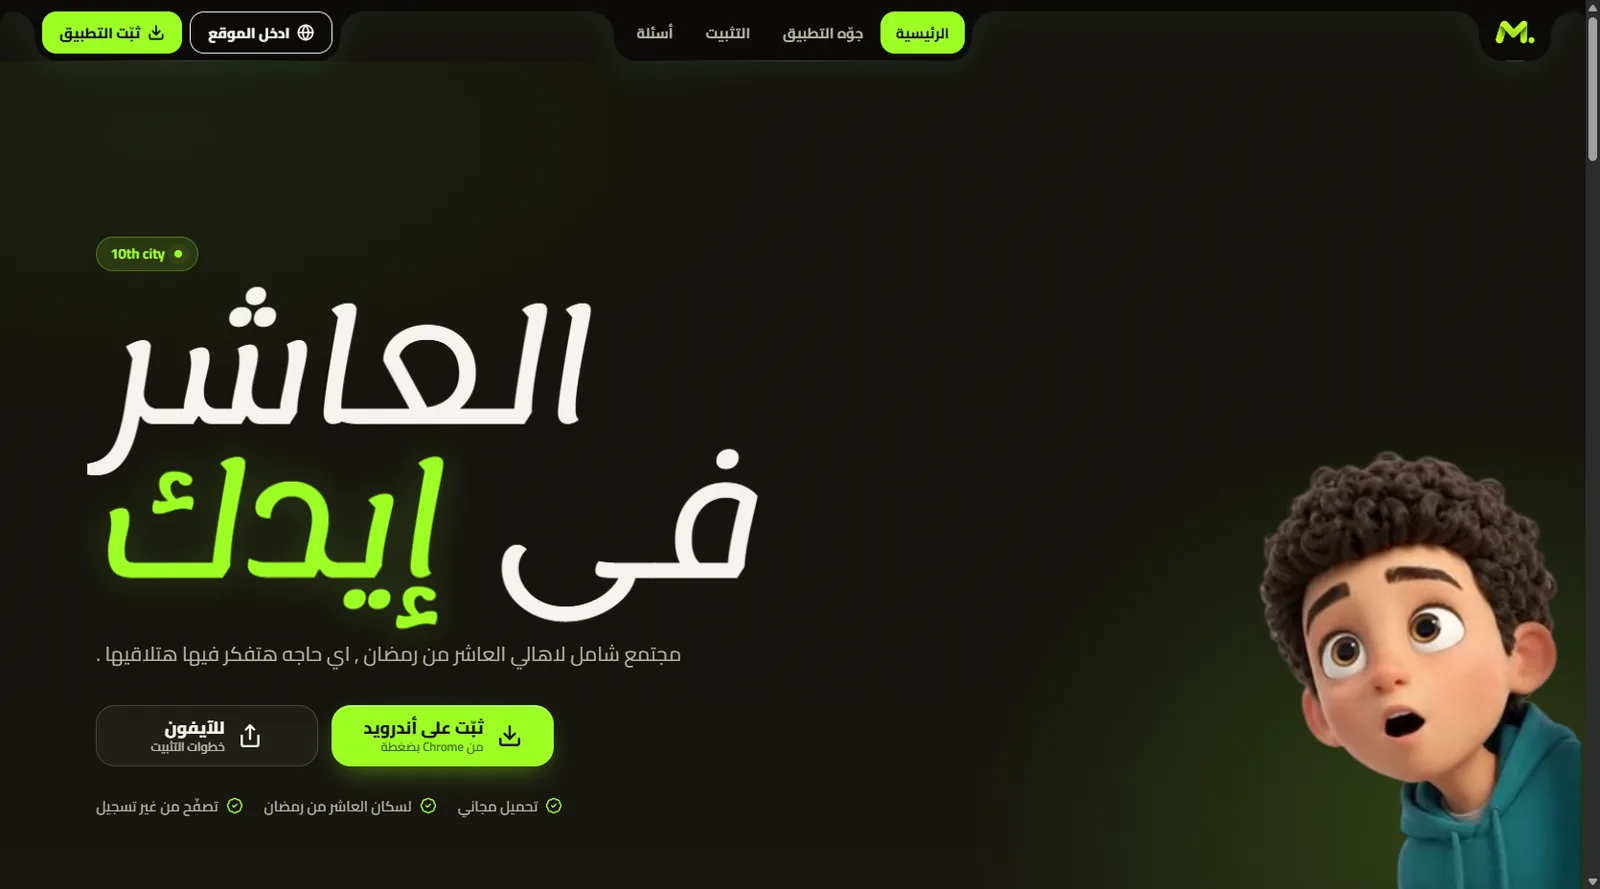 M.
الرئيسية
جوّه التطبيق
التثبيت
أسئلة
ادخل الموقع
ثبّت التطبيق
10th city
العاشر
في إيدك
مجتمع شامل لاهالي العاشر من رمضان , اي حاجه هتفكر فيها هتلاقيها .
ثبّت على أندرويد
من Chrome بضغطة
للآيفون
خطوات التثبيت
تحميل مجاني
لسكان العاشر من رمضان
تصفّح من غير تسجيل